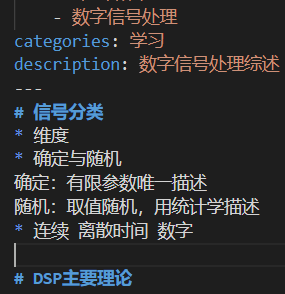 - 数字信号处理
categories: 学习
description: 数字信号处理综述
---
# 信号分类
* 维度
* 确定与随机
确定：有限参数唯一描述
随机：取值随机，用统计学描述
* 连续 离散时间 数字
# DSP主要理论